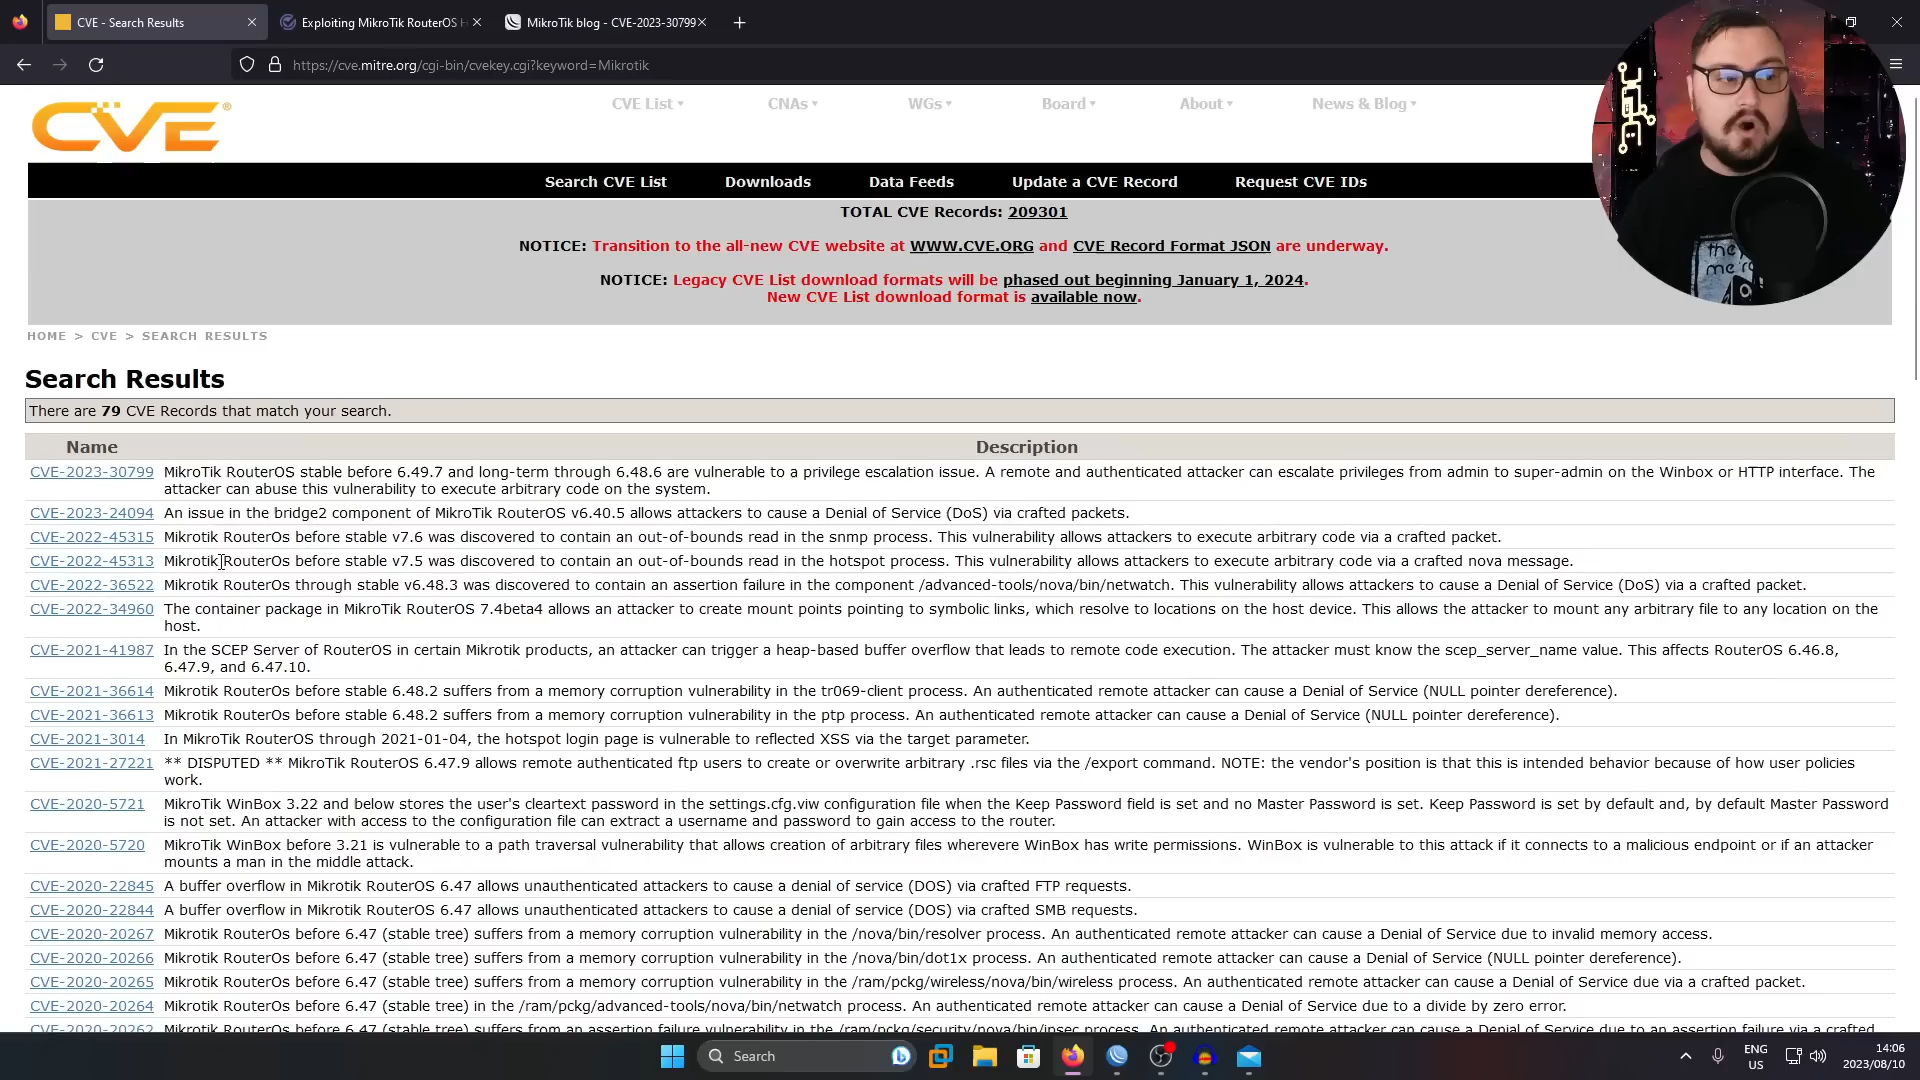 CVE - Search Results
Exploiting MikroTik RouterOS H
MikroTik blog - CVE-2023-30799
https://cve.mitre.org/cgi-bin/cvekey.cgi?keyword=Mikrotik
CVE®
CVE List
CNAs
WGs
Board
About
News & Blog
Search CVE List
Downloads
Data Feeds
Update a CVE Record
Request CVE IDs
TOTAL CVE Records: 209301
NOTICE: Transition to the all-new CVE website at WWW.CVE.ORG and CVE Record Format JSON are underway.
NOTICE: Legacy CVE List download formats will be phased out beginning January 1, 2024.
New CVE List download format is available now.
HOME > CVE > SEARCH RESULTS
Search Results
There are 79 CVE Records that match your search.
Name Description
CVE-2023-30799 MikroTik RouterOS stable before 6.49.7 and long-term through 6.48.6 are vulnerable to a privilege escalation issue. A remote and authenticated attacker can escalate privileges from admin to super-admin on the Winbox or HTTP interface. The
attacker can abuse this vulnerability to execute arbitrary code on the system.
CVE-2023-24094 An issue in the bridge2 component of MikroTik RouterOS v6.40.5 allows attackers to cause a Denial of Service (DoS) via crafted packets.
CVE-2022-45315 Mikrotik RouterOs before stable v7.6 was discovered to contain an out-of-bounds read in the snmp process. This vulnerability allows attackers to execute arbitrary code via a crafted packet.
CVE-2022-45313 Mikrotik RouterOs before stable v7.5 was discovered to contain an out-of-bounds read in the hotspot process. This vulnerability allows attackers to execute arbitrary code via a crafted nova message.
CVE-2022-36522 Mikrotik RouterOs through stable v6.48.3 was discovered to contain an assertion failure in the component /advanced-tools/nova/bin/netwatch. This vulnerability allows attackers to cause a Denial of Service (DoS) via a crafted packet.
CVE-2022-34960 The container package in MikroTik RouterOS 7.4beta4 allows an attacker to create mount points pointing to symbolic links, which resolve to locations on the host device. This allows the attacker to mount any arbitrary file to any location on the
host.
CVE-2021-41987 In the SCEP Server of RouterOS in certain Mikrotik products, an attacker can trigger a heap-based buffer overflow that leads to remote code execution. The attacker must know the scep_server_name value. This affects RouterOS 6.46.8,
6.47.9, and 6.47.10.
CVE-2021-36614 Mikrotik RouterOs before stable 6.48.2 suffers from a memory corruption vulnerability in the tr069-client process. An authenticated remote attacker can cause a Denial of Service (NULL pointer dereference).
CVE-2021-36613 Mikrotik RouterOs before stable 6.48.2 suffers from a memory corruption vulnerability in the ptp process. An authenticated remote attacker can cause a Denial of Service (NULL pointer dereference).
CVE-2021-3014 In MikroTik RouterOS through 2021-01-04, the hotspot login page is vulnerable to reflected XSS via the target parameter.
CVE-2021-27221 ** DISPUTED ** MikroTik RouterOS 6.47.9 allows remote authenticated ftp users to create or overwrite arbitrary .rsc files via the /export command. NOTE: the vendor's position is that this is intended behavior because of how user policies
work.
CVE-2020-5721 MikroTik WinBox 3.22 and below stores the user's cleartext password in the settings.cfg.viw configuration file when the Keep Password field is set and no Master Password is set. Keep Password is set by default and, by default Master Password
is not set. An attacker with access to the configuration file can extract a username and password to gain access to the router.
CVE-2020-5720 MikroTik WinBox before 3.21 is vulnerable to a path traversal vulnerability that allows creation of arbitrary files wherevere WinBox has write permissions. WinBox is vulnerable to this attack if it connects to a malicious endpoint or if an attacker
mounts a man in the middle attack.
CVE-2020-22845 A buffer overflow in Mikrotik RouterOS 6.47 allows unauthenticated attackers to cause a denial of service (DOS) via crafted FTP requests.
CVE-2020-22844 A buffer overflow in Mikrotik RouterOS 6.47 allows unauthenticated attackers to cause a denial of service (DOS) via crafted SMB requests.
CVE-2020-20267 Mikrotik RouterOs before 6.47 (stable tree) suffers from a memory corruption vulnerability in the /nova/bin/resolver process. An authenticated remote attacker can cause a Denial of Service due to invalid memory access.
CVE-2020-20266 Mikrotik RouterOs before 6.47 (stable tree) suffers from a memory corruption vulnerability in the /nova/bin/dot1x process. An authenticated remote attacker can cause a Denial of Service (NULL pointer dereference).
CVE-2020-20265 Mikrotik RouterOs before 6.47 (stable tree) suffers from a memory corruption vulnerability in the /ram/pckg/wireless/nova/bin/wireless process. An authenticated remote attacker can cause a Denial of Service due via a crafted packet.
CVE-2020-20264 Mikrotik RouterOs before 6.47 (stable tree) in the /ram/pckg/advanced-tools/nova/bin/netwatch process. An authenticated remote attacker can cause a Denial of Service due to a divide by zero error.
CVE-2020-20262 Mikrotik RouterOs before 6.47 (stable tree) suffers from an assertion failure vulnerability in the /ram/pckg/security/nova/bin/ipsec process. An authenticated remote attacker can cause a Denial of Service due to an assertion failure via a crafted
Search
ENG
US
14:06
2023/08/10